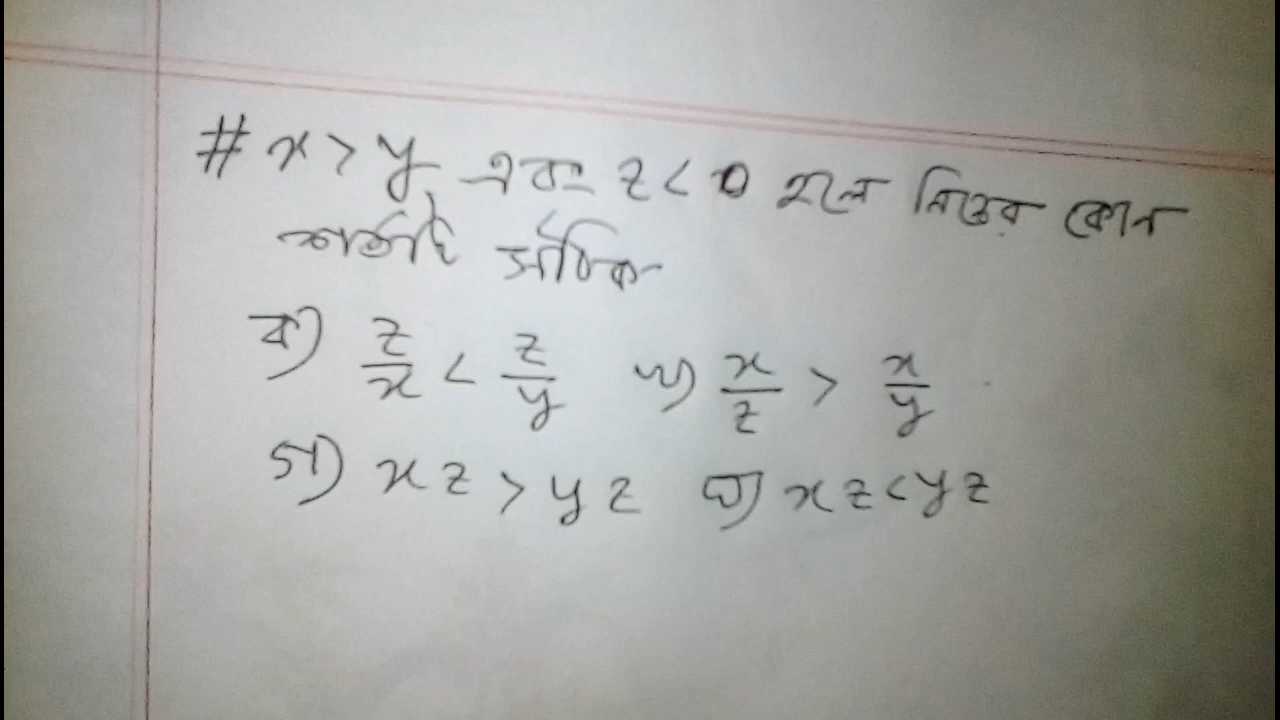 # x > y এবং z < 0 হলে নিচের কোন
শর্তটি সঠিক
ক) z/x < z/y খ) x/z > x/y
গ) xz > yz ঘ) xz < yz